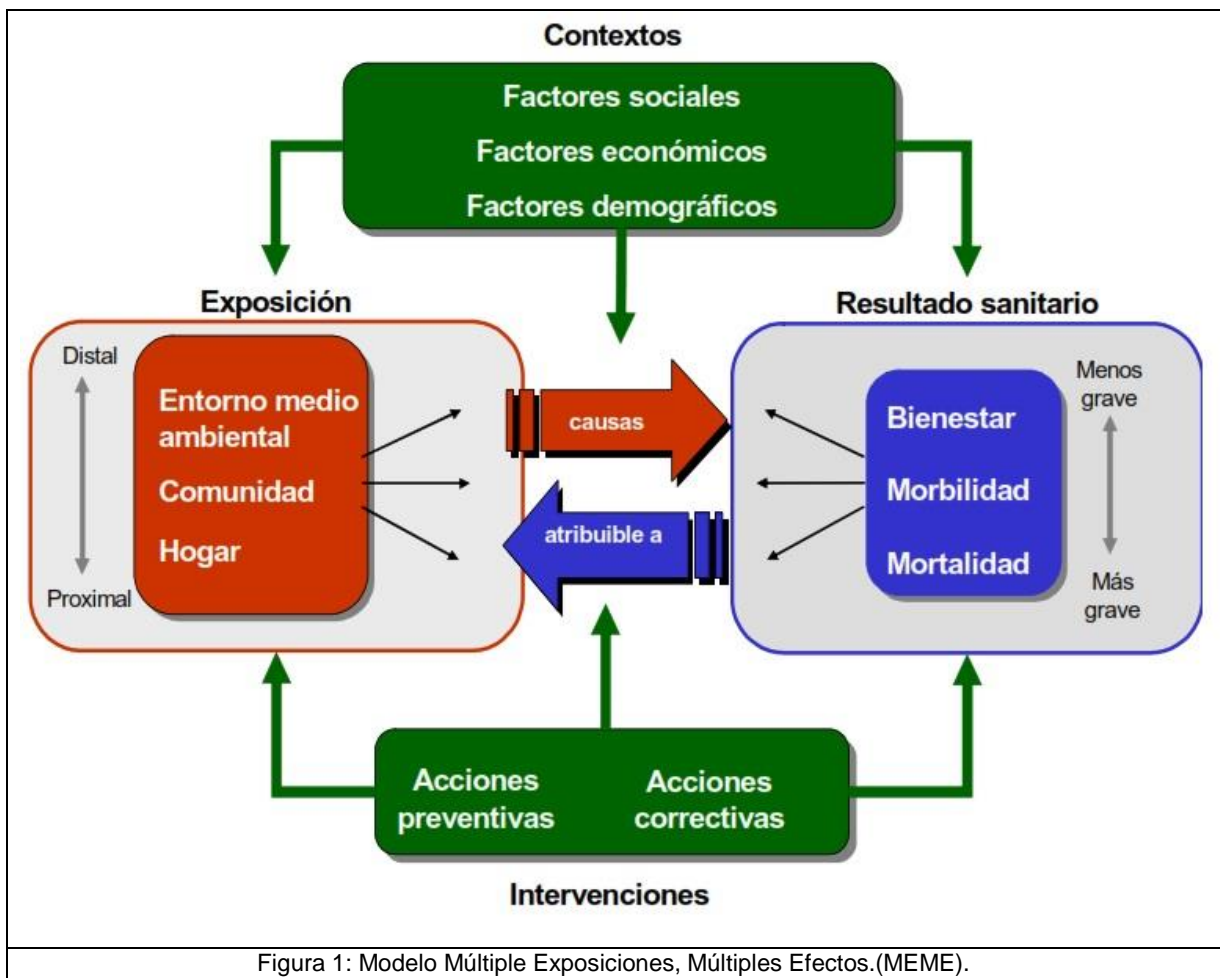 Contextos
Factores sociales
Factores económicos
Factores demográficos
Exposición
Distal
Proximal
Entorno medio
ambiental
Comunidad
Hogar
causas
atribuible a
Resultado sanitario
Bienestar
Morbilidad
Mortalidad
Menos
grave
Más
grave
Acciones
preventivas
Acciones
correctivas
Intervenciones
Figura 1: Modelo Múltiple Exposiciones, Múltiples Efectos.(MEME).